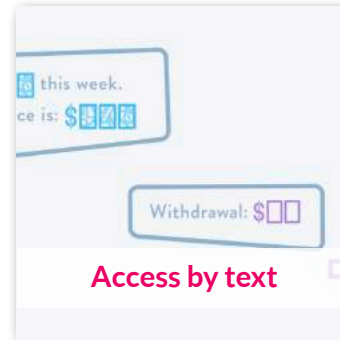 this week.
ce is: $
Withdrawal: $
Access by text